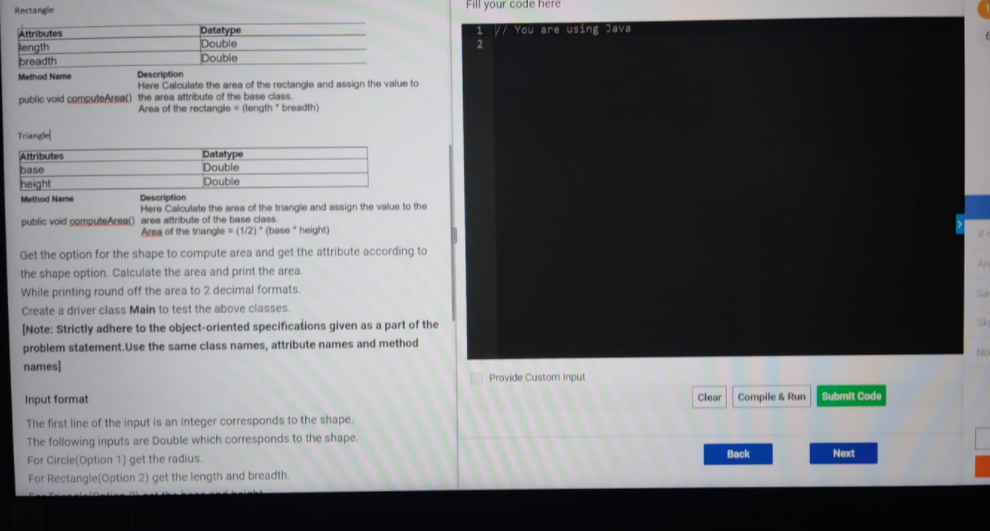 Rectangle
Attributes Datatype
length Double
breadth Double
Method Name Description
Here Calculate the area of the rectangle and assign the value to
public void computeArea() the area attribute of the base class.
Area of the rectangle = (length * breadth)
Triangle
Attributes Datatype
base Double
height Double
Method Name Description
Here Calculate the area of the triangle and assign the value to the
public void computeArea() area attribute of the base class.
Area of the triangle = (1/2) * (base * height)
Get the option for the shape to compute area and get the attribute according to
the shape option. Calculate the area and print the area.
While printing round off the area to 2 decimal formats.
Create a driver class Main to test the above classes.
[Note: Strictly adhere to the object-oriented specifications given as a part of the
problem statement.Use the same class names, attribute names and method
names]
Input format
The first line of the input is an Integer corresponds to the shape.
The following inputs are Double which corresponds to the shape.
For Circle(Option 1) get the radius.
For Rectangle(Option 2) get the length and breadth.
Fill your code here
1 // You are using Java
2
Provide Custom Input
Clear Compile & Run Submit Code
Back Next